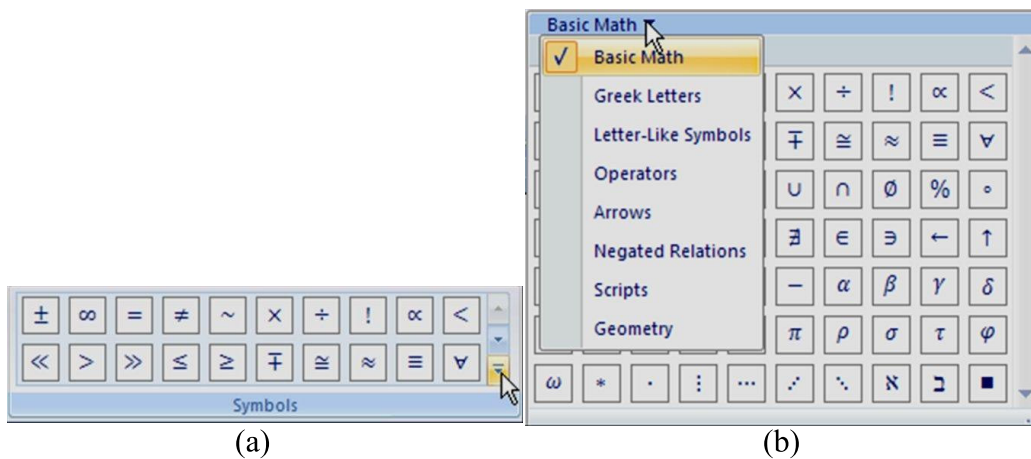 ± ∞ = ≠ ~ × ÷ ! ∝ <
≪ > ≫ ≤ ≥ ∓ ≅ ≈ ≡ ∀
Symbols
(a)
Basic Math
✓ Basic Math
Greek Letters
Letter-Like Symbols
Operators
Arrows
Negated Relations
Scripts
Geometry
× ÷ ! ∝ <
∓ ≅ ≈ ≡ ∀
∪ ∩ ∅ % °
∄ ∈ ∋ ← ↑
− α β γ δ
π ρ σ τ φ
ω * ∙ ⋮ ⋯ ⋰ ⋱ ℵ ℶ ∎
(b)